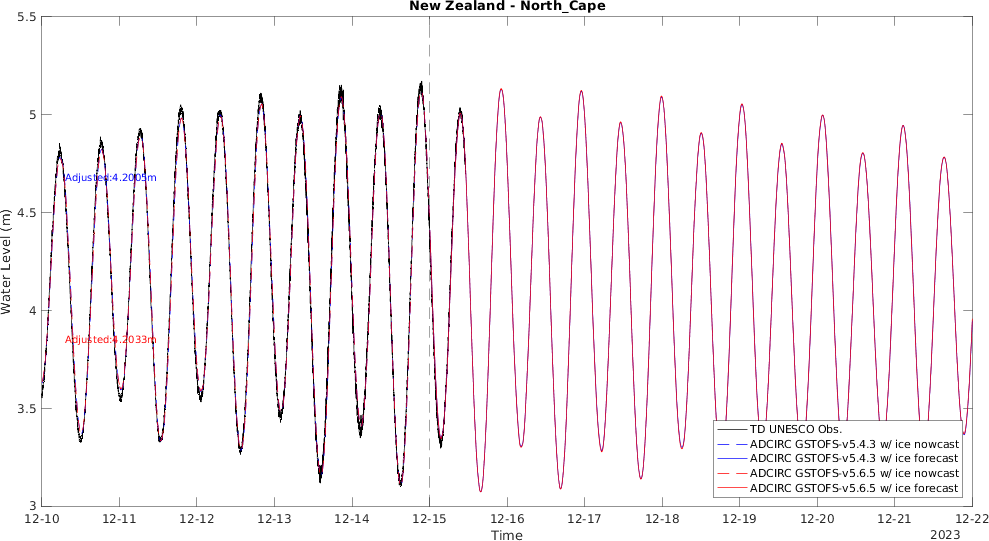 New Zealand - North_Cape
5.5
5
4.5
4
3.5
3
Water Level (m)
Adjusted:4.2005m
Adjusted:4.2033m
TD UNESCO Obs.
ADCIRC GSTOFS-v5.4.3 w/ ice nowcast
ADCIRC GSTOFS-v5.4.3 w/ ice forecast
ADCIRC GSTOFS-v5.6.5 w/ ice nowcast
ADCIRC GSTOFS-v5.6.5 w/ ice forecast
12-10 12-11 12-12 12-13 12-14 12-15 12-16 12-17 12-18 12-19 12-20 12-21 12-22
Time
2023